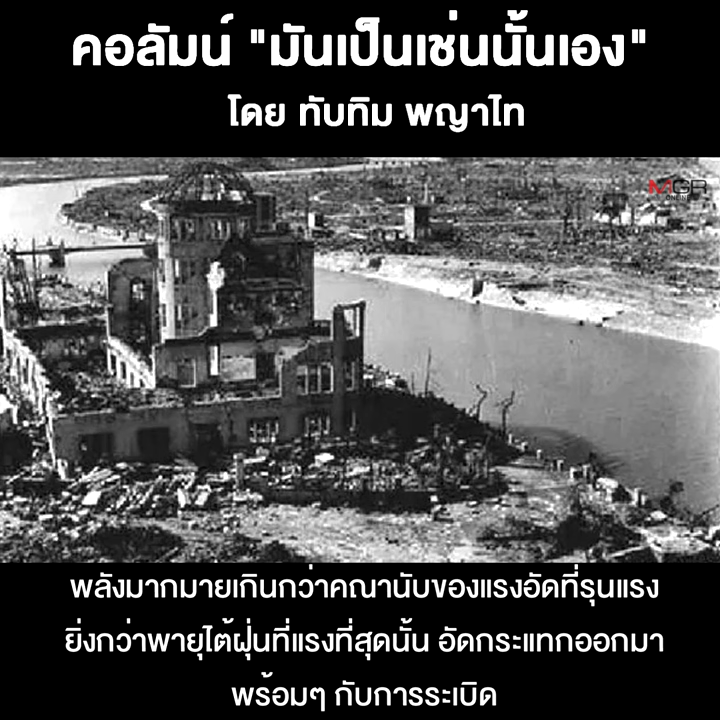 คอลัมน์ "มันเป็นเช่นนั้นเอง"
โดย ทับทิม พญาไท
MGR
ONLINE
พลังมากมายเกินกว่าคณานับของแรงอัดที่รุนแรง
ยิ่งกว่าพายุไต้ฝุ่นที่แรงที่สุดนั้น อัดกระแทกออกมา
พร้อมๆ กับการระเบิด